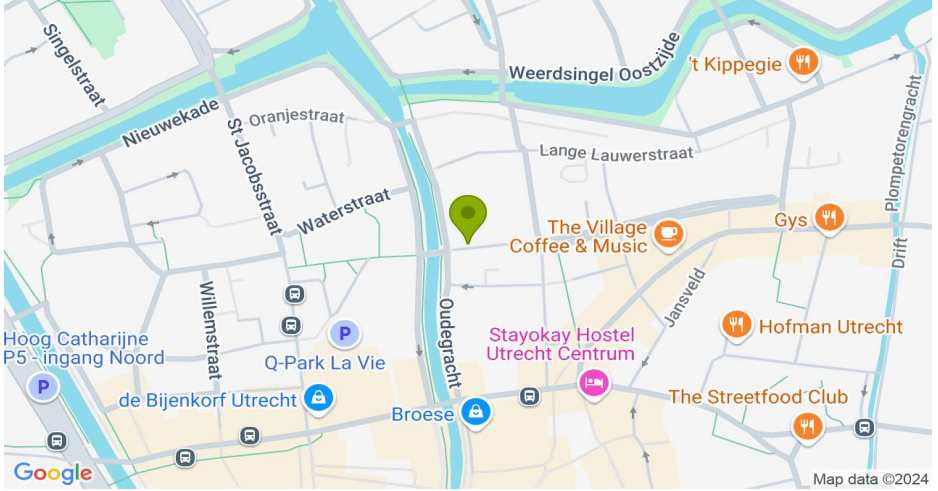 Singelstraat
Nieuwekade
Oranjestraat
St Jacobsstraat
Weerdsingel Oostzijde
't Kippegie
Lange Lauwerstraat
Plompetorengracht
Waterstraat
The Village
Coffee & Music
Gys
Drift
Willemstraat
Oudegracht
Jansveld
Hoog Catharijne
P5 - ingang Noord
P
P
Q-Park La Vie
Stayokay Hostel
Utrecht Centrum
Hofman Utrecht
de Bijenkorf Utrecht
Broese
The Streetfood Club
Google
Map data ©2024